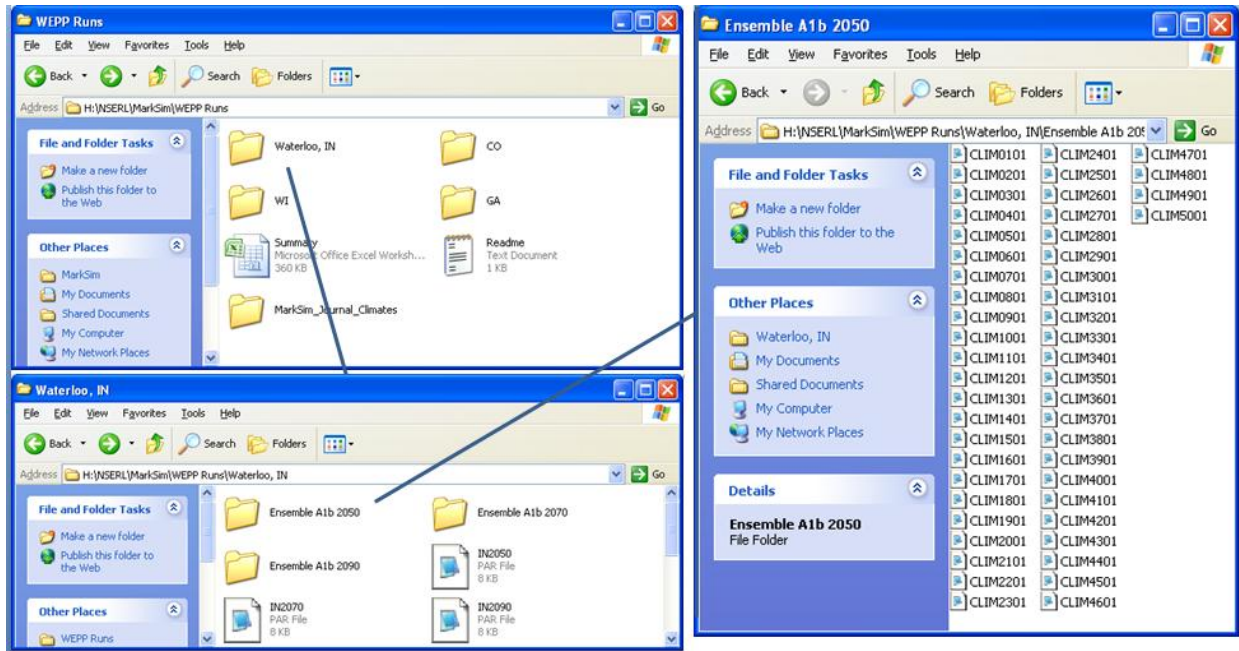 WEPP Runs
File Edit View Favorites Tools Help
Back Search Folders
Address H:\NSERL\MarkSim\WEPP Runs Go
File and Folder Tasks
Make a new folder
Publish this folder to
the Web
Other Places
MarkSim
My Documents
Shared Documents
My Computer
My Network Places
Waterloo, IN CO
WI GA
Summary
Microsoft Office Excel Worksh...
360 KB
Readme
Text Document
1 KB
MarkSim_Journal_Climates
Waterloo, IN
File Edit View Favorites Tools Help
Back Search Folders
Address H:\NSERL\MarkSim\WEPP Runs\Waterloo, IN Go
File and Folder Tasks
Make a new folder
Publish this folder to
the Web
Other Places
WEPP Runs
Ensemble A1b 2050 Ensemble A1b 2070
Ensemble A1b 2090
IN2050
PAR File
8 KB
IN2070
PAR File
8 KB
IN2090
PAR File
8 KB
Ensemble A1b 2050
File Edit View Favorites Tools Help
Back Search Folders
Address H:\NSERL\MarkSim\WEPP Runs\Waterloo, IN\Ensemble A1b 205 Go
File and Folder Tasks
Make a new folder
Publish this folder to the
Web
Other Places
Waterloo, IN
My Documents
Shared Documents
My Computer
My Network Places
Details
Ensemble A1b 2050
File Folder
CLIM0101 CLIM2401 CLIM4701
CLIM0201 CLIM2501 CLIM4801
CLIM0301 CLIM2601 CLIM4901
CLIM0401 CLIM2701 CLIM5001
CLIM0501 CLIM2801
CLIM0601 CLIM2901
CLIM0701 CLIM3001
CLIM0801 CLIM3101
CLIM0901 CLIM3201
CLIM1001 CLIM3301
CLIM1101 CLIM3401
CLIM1201 CLIM3501
CLIM1301 CLIM3601
CLIM1401 CLIM3701
CLIM1501 CLIM3801
CLIM1601 CLIM3901
CLIM1701 CLIM4001
CLIM1801 CLIM4101
CLIM1901 CLIM4201
CLIM2001 CLIM4301
CLIM2101 CLIM4401
CLIM2201 CLIM4501
CLIM2301 CLIM4601